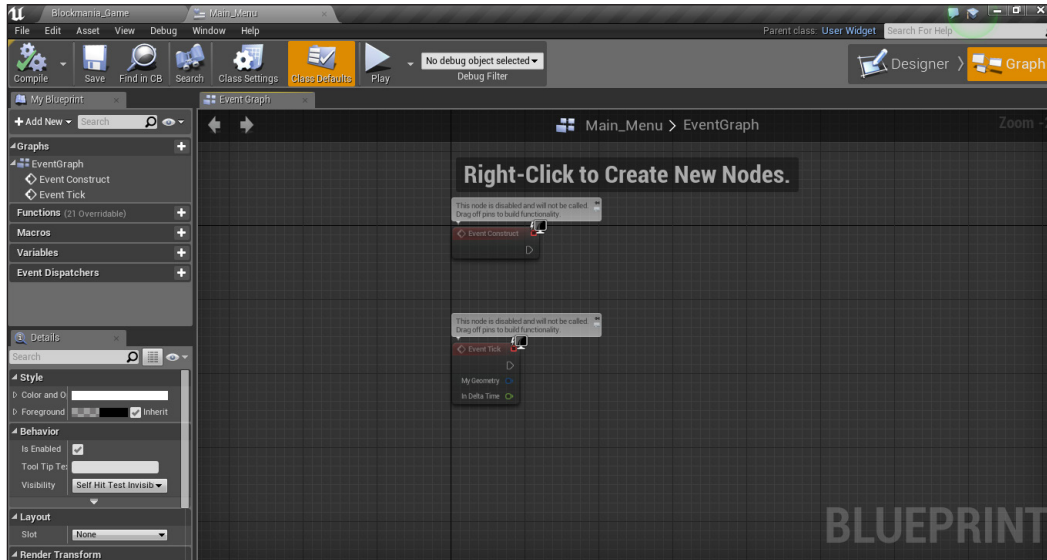 Blockmania_Game
Main_Menu
File Edit Asset View Debug Window Help
Parent class: User Widget
Search For Help
Compile
Save
Find in CB
Search
Class Settings
Class Defaults
Play
No debug object selected
Debug Filter
Designer
Graph
My Blueprint
Event Graph
Add New
Search
Main_Menu > EventGraph
Zoom
Graphs
EventGraph
Event Construct
Event Tick
Functions (21 Overridable)
Macros
Variables
Event Dispatchers
Right-Click to Create New Nodes.
This node is disabled and will not be called.
Drag off pins to build functionality.
Event Construct
This node is disabled and will not be called.
Drag off pins to build functionality.
Event Tick
My Geometry
In Delta Time
Details
Search
Style
Color and O
Foreground
Inherit
Behavior
Is Enabled
Tool Tip Te
Visibility
Self Hit Test Invisib
Layout
Slot
None
Render Transform
BLUEPRINT